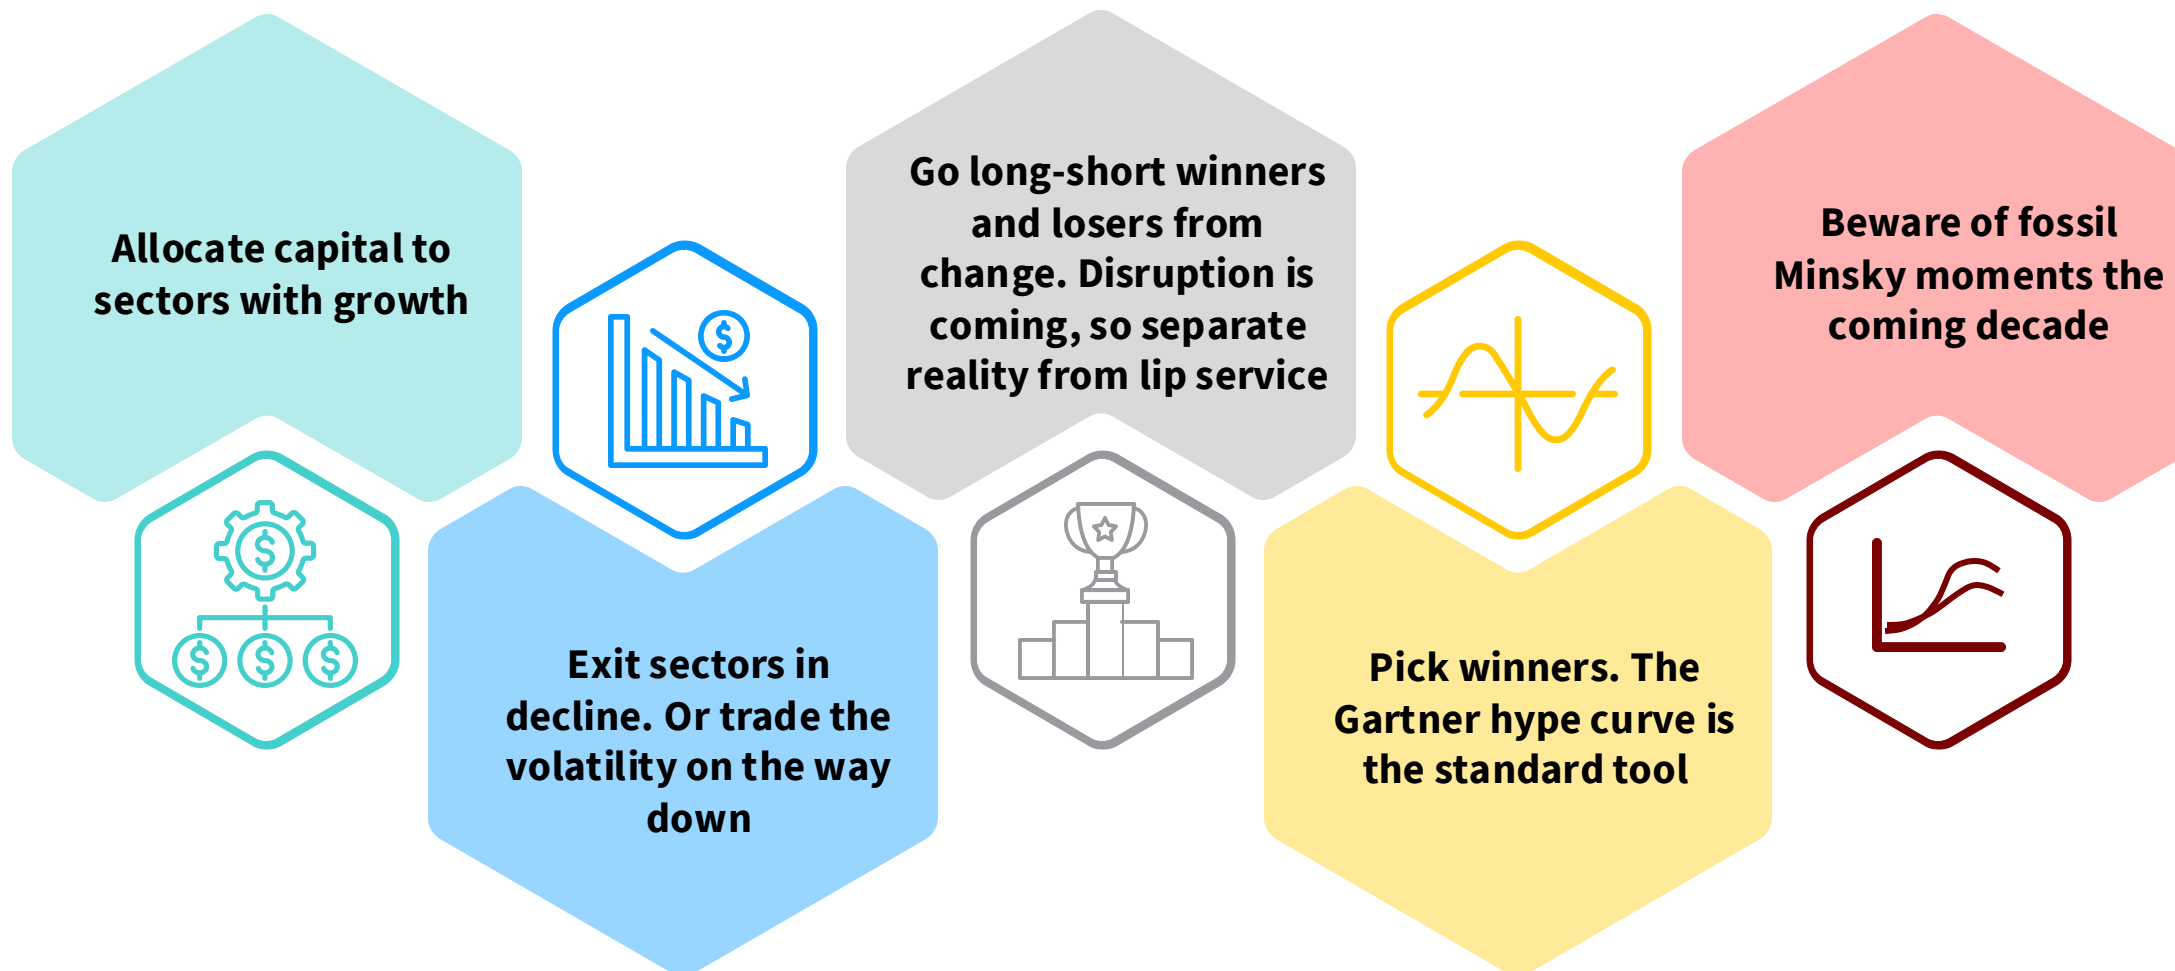 Allocate capital to
sectors with growth
Exit sectors in
decline. Or trade the
volatility on the way
down
Go long-short winners
and losers from
change. Disruption is
coming, so separate
reality from lip service
Pick winners. The
Gartner hype curve is
the standard tool
Beware of fossil
Minsky moments the
coming decade
$
$
$ $ $